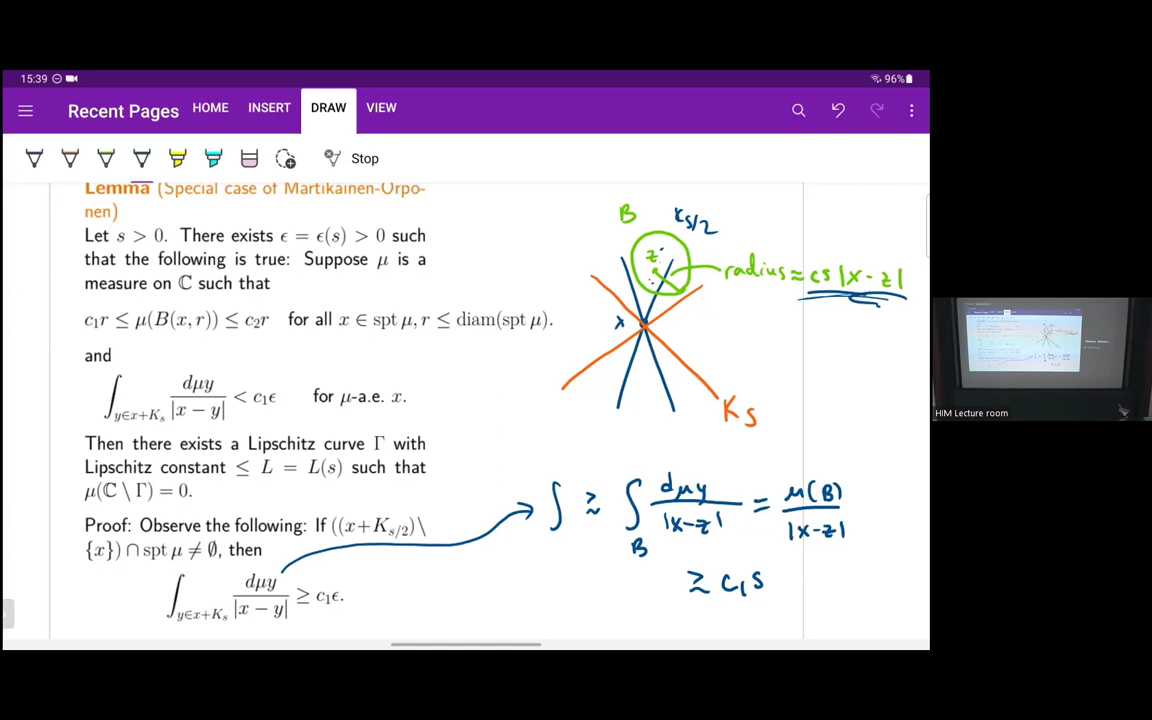 15:39
96%
Recent Pages HOME INSERT DRAW VIEW
Stop
Lemma (Special case of Martikainen-Orpo-
nen)
Let s > 0. There exists ϵ = ϵ(s) > 0 such
that the following is true: Suppose μ is a
measure on ℂ such that
c₁r ≤ μ(B(x, r)) ≤ c₂r for all x ∈ spt μ, r ≤ diam(spt μ).
and
∫_{y∈x+K_s} dμy / |x − y| < c₁ϵ for μ-a.e. x.
Then there exists a Lipschitz curve Γ with
Lipschitz constant ≤ L = L(s) such that
μ(ℂ \ Γ) = 0.
Proof: Observe the following: If ((x+K_{s/2})\
{x}) ∩ spt μ ≠ ∅, then
∫_{y∈x+K_s} dμy / |x − y| ≥ c₁ϵ.
B K_{s/2}
z
radius ≈ cs|x-z|
x
K_s
∫ ≳ ∫_B dμy / |x-z| = μ(B) / |x-z|
≳ c₁s
HIM Lecture room